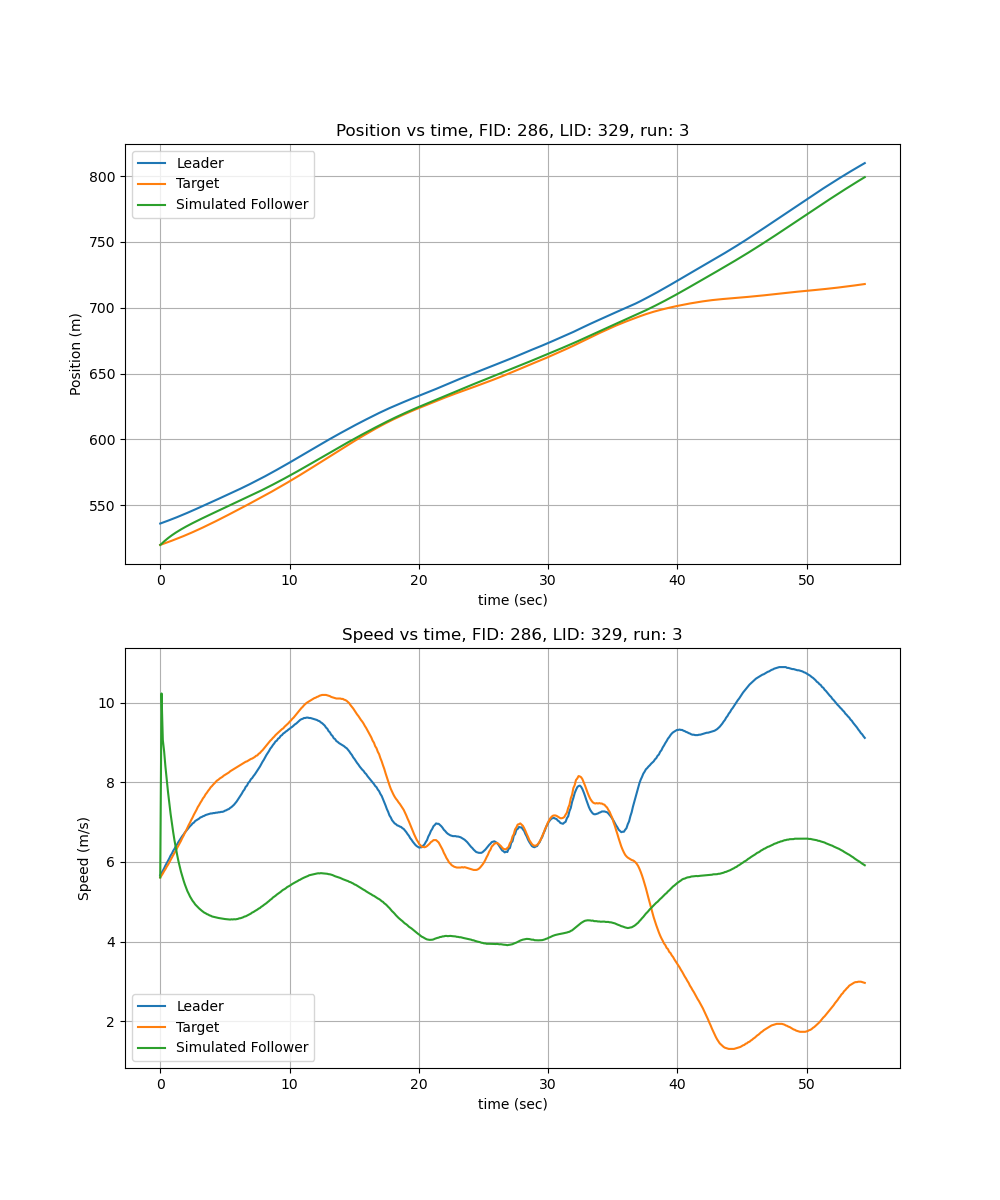 Position vs time, FID: 286, LID: 329, run: 3
Leader
Target
Simulated Follower
800
750
700
650
600
550
Position (m)
0 10 20 30 40 50
time (sec)
Speed vs time, FID: 286, LID: 329, run: 3
10
8
6
4
2
Speed (m/s)
Leader
Target
Simulated Follower
0 10 20 30 40 50
time (sec)